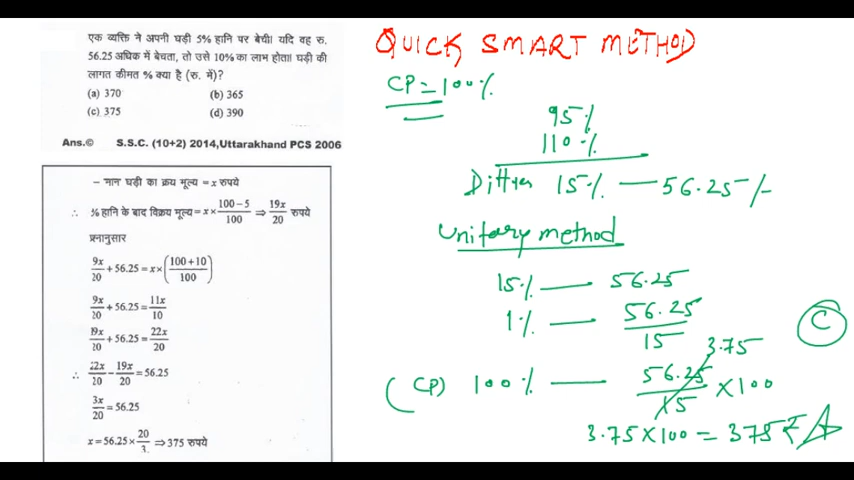 एक व्यक्ति ने अपनी घड़ी 5% हानि पर बेची। यदि वह रु.
56.25 अधिक में बेचता, तो उसे 10% का लाभ होता। घड़ी की
लागत कीमत % क्या है (रु. में)?
(a) 370 (b) 365
(c) 375 (d) 390
Ans.© S.S.C. (10+2) 2014,Uttarakhand PCS 2006
– माना घड़ी का क्रय मूल्य = x रुपये
∴ % हानि के बाद विक्रय मूल्य = x × (100 – 5)/100 ⇒ 19x/20 रुपये
प्रश्नानुसार
9x/20 + 56.25 = x × ((100 + 10)/100)
9x/20 + 56.25 = 11x/10
19x/20 + 56.25 = 22x/20
∴ 22x/20 – 19x/20 = 56.25
3x/20 = 56.25
x = 56.25 × 20/3 ⇒ 375 रुपये
QUICK SMART METHOD
CP = 100%
95%
110%
15% — 56.25/-
Unitary method
15% — 56.25
1% — 56.25/15
C
3.75
(CP) 100% — 56.25/15 × 100
3.75 × 100 = 375 ₹ A